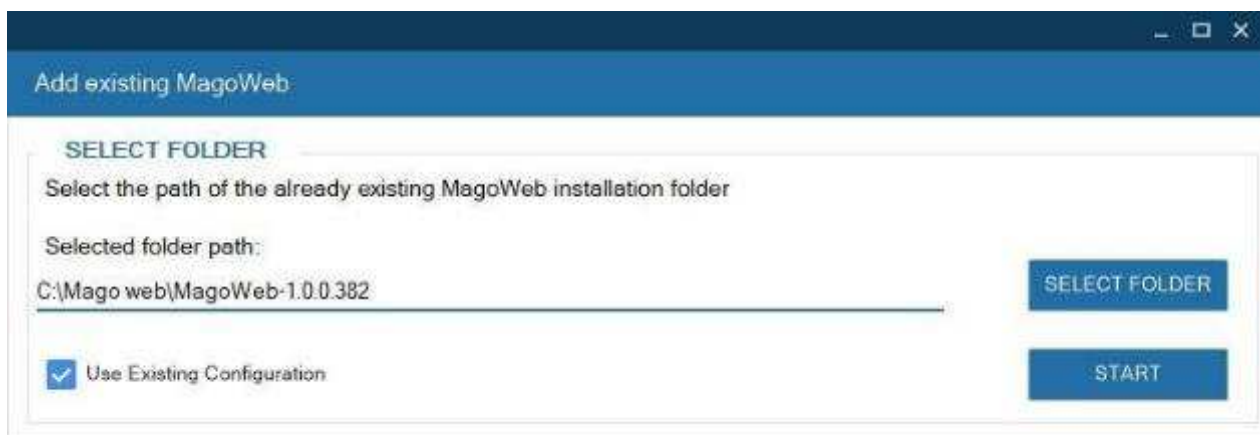 Add existing MagoWeb
SELECT FOLDER
Select the path of the already existing MagoWeb installation folder
Selected folder path:
C:\Mago web\MagoWeb-1.0.0.382
SELECT FOLDER
Use Existing Configuration
START